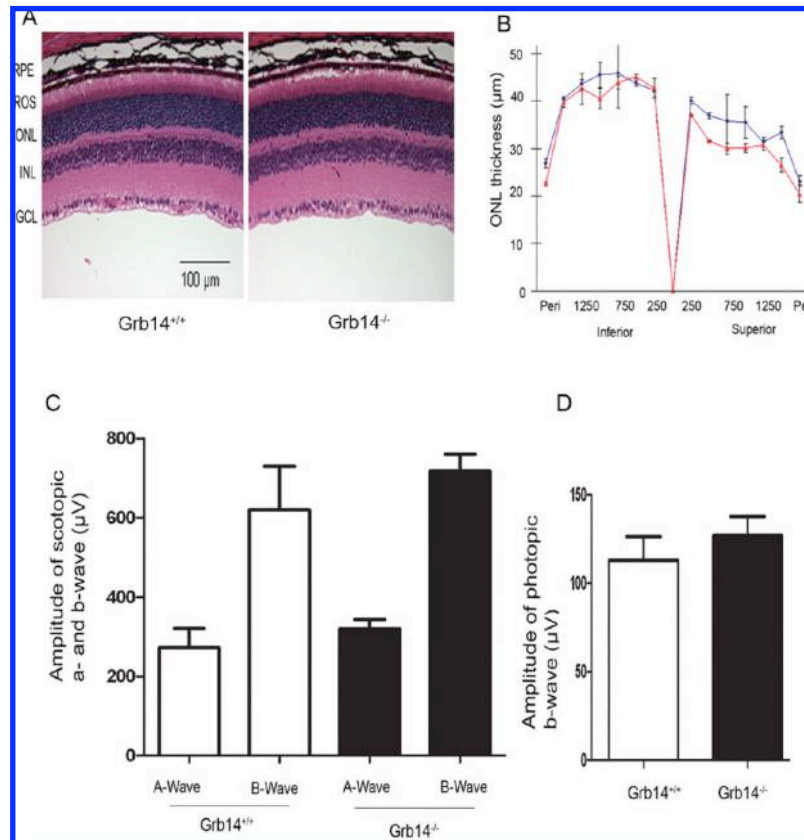 A
RPE
ROS
ONL
INL
GCL
100 µm
Grb14+/+
Grb14-/-
B
ONL thickness (µm)
50
40
30
20
10
0
Peri 1250 750 250 250 750 1250 Pe
Inferior Superior
C
Amplitude of scotopic
a- and b-wave (µV)
800
600
400
200
0
A-Wave B-Wave A-Wave B-Wave
Grb14+/+ Grb14-/-
D
Amplitude of photopic
b-wave (µV)
150
100
50
0
Grb14+/+ Grb14-/-